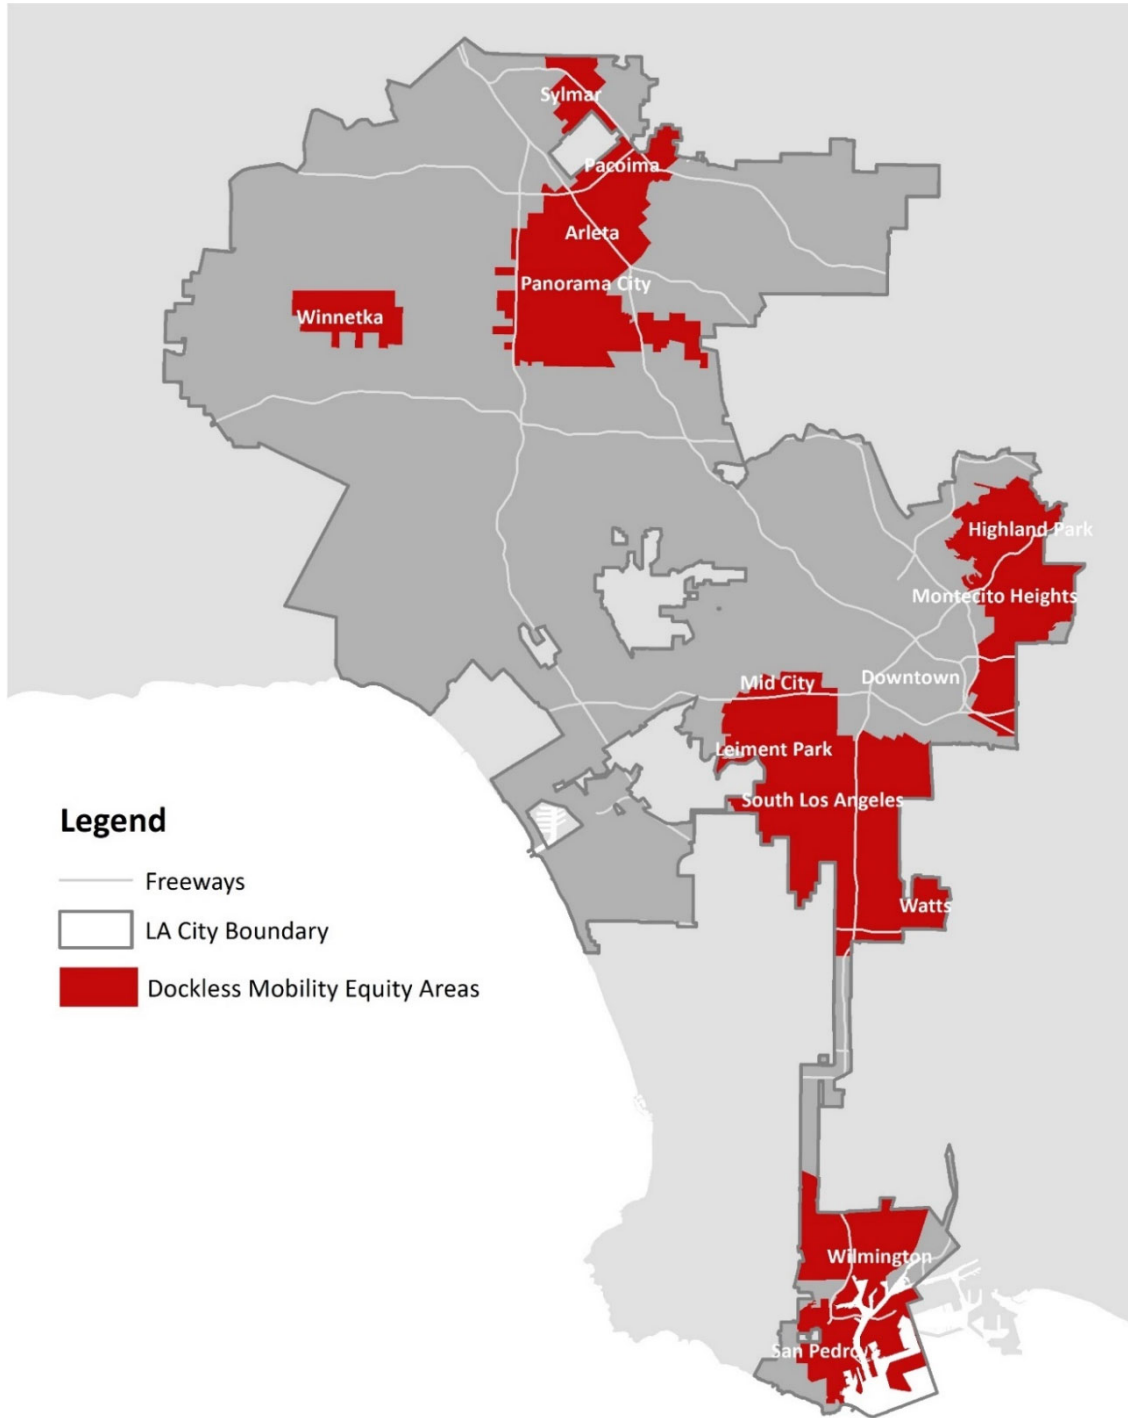 Sylmar
Pacoima
Arleta
Panorama City
Winnetka
Highland Park
Montecito Heights
Downtown
Mid City
Leiment Park
South Los Angeles
Watts
Legend
Freeways
LA City Boundary
Dockless Mobility Equity Areas
Wilmington
San Pedro